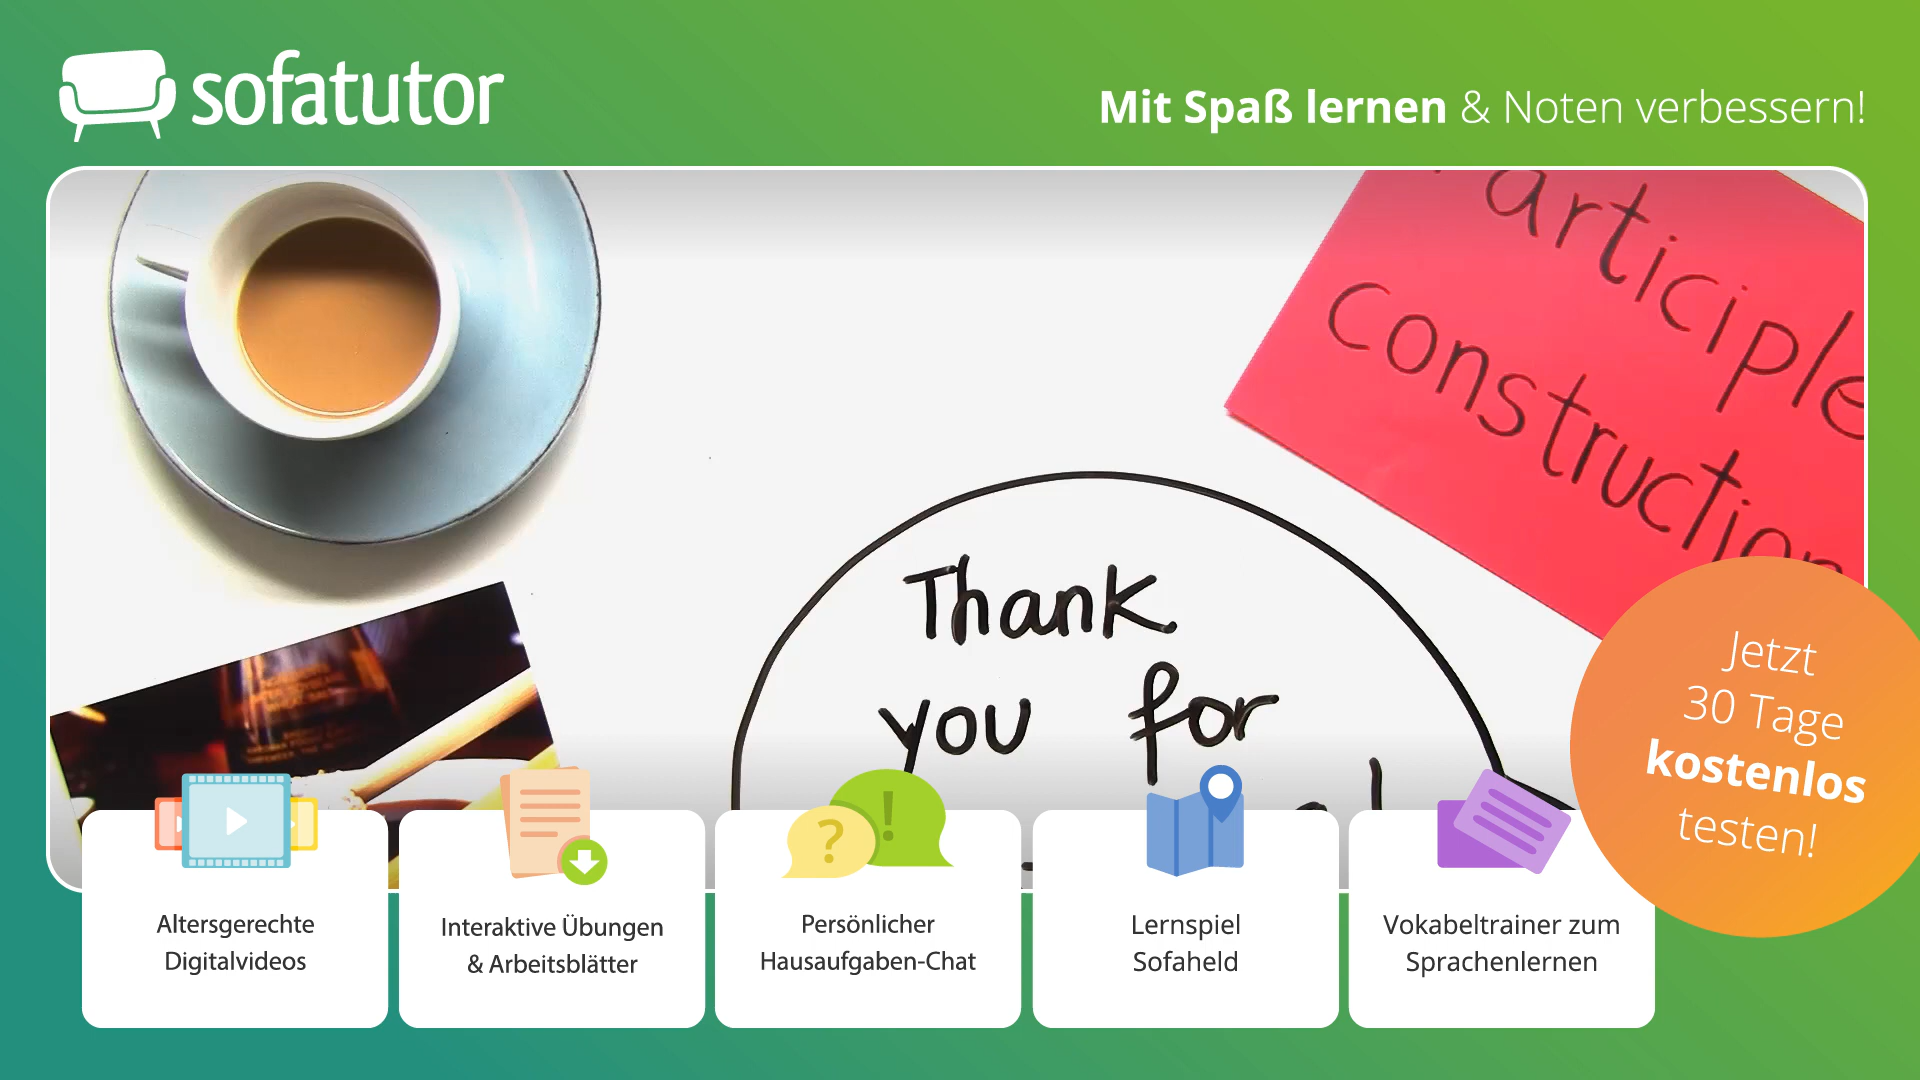 sofatutor
Mit Spaß lernen & Noten verbessern!
Participle
construction
Thank
you for
Jetzt
30 Tage
kostenlos
testen!
?
!
Altersgerechte
Digitalvideos
Interaktive Übungen
& Arbeitsblätter
Persönlicher
Hausaufgaben-Chat
Lernspiel
Sofaheld
Vokabeltrainer zum
Sprachenlernen